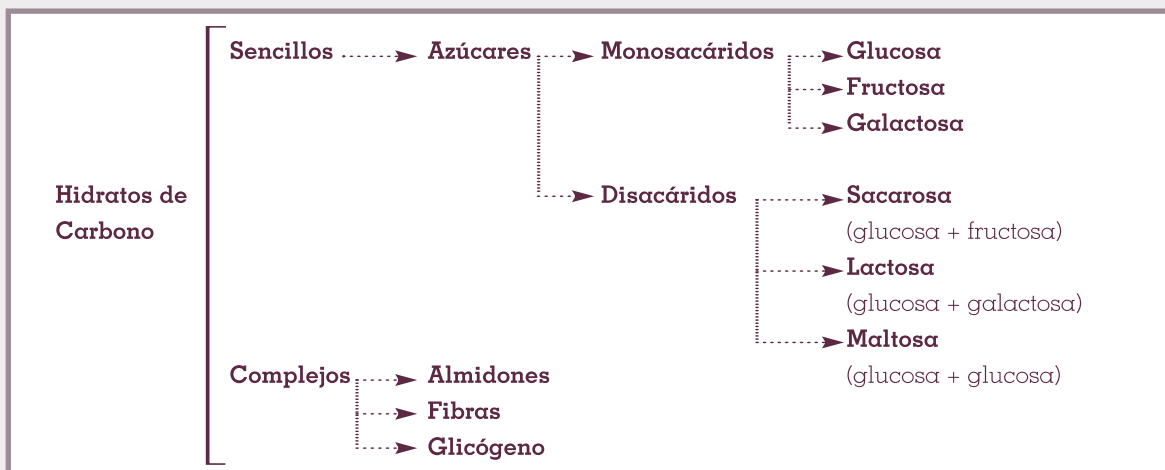 Sencillos Azúcares Monosacáridos Glucosa
Fructosa
Galactosa
Hidratos de Carbono
Disacáridos Sacarosa
(glucosa + fructosa)
Lactosa
(glucosa + galactosa)
Maltosa
(glucosa + glucosa)
Complejos Almidones
Fibras
Glicógeno